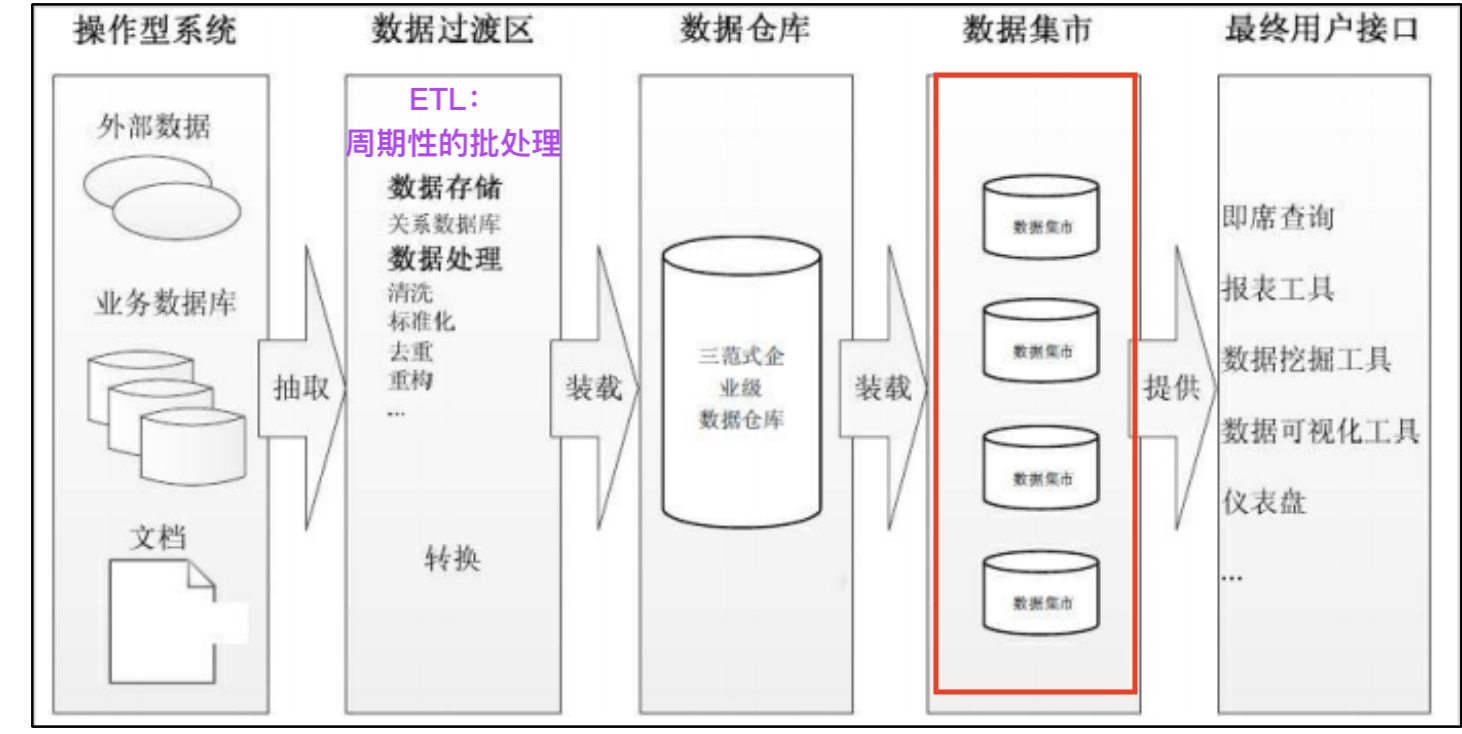 操作型系统
数据过渡区
数据仓库
数据集市
最终用户接口
外部数据
业务数据库
文档
抽取
ETL：
周期性的批处理
数据存储
关系数据库
数据处理
清洗
标准化
去重
重构
...
转换
装载
三范式企
业级
数据仓库
装载
数据集市
数据集市
数据集市
数据集市
提供
即席查询
报表工具
数据挖掘工具
数据可视化工具
仪表盘
...